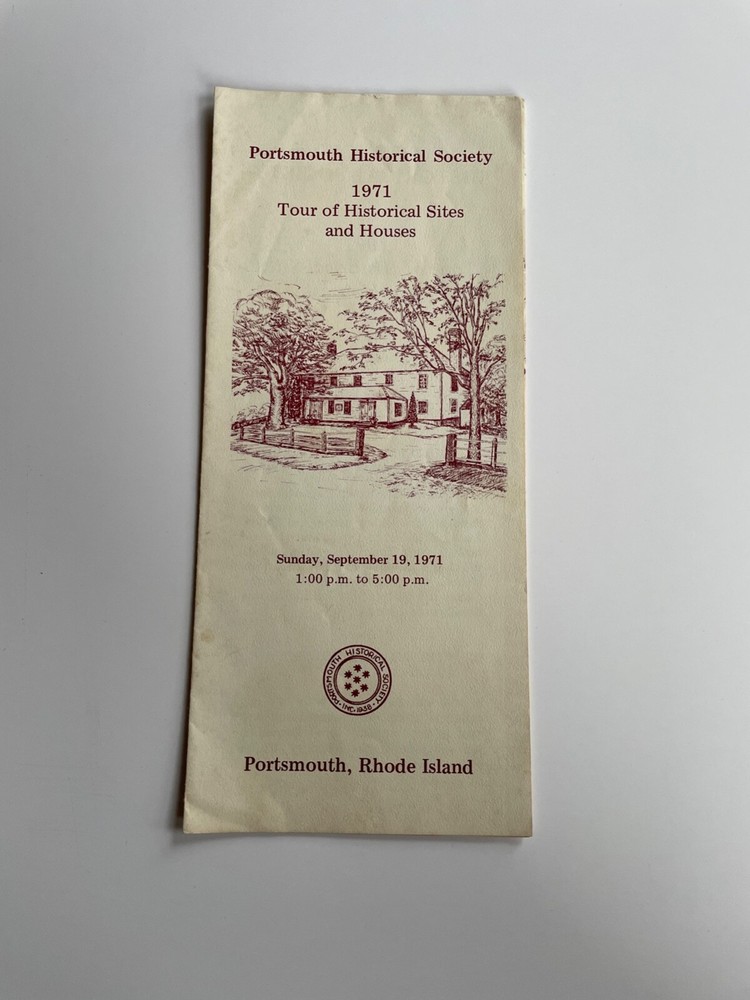 Portsmouth Historical Society
1971
Tour of Historical Sites
and Houses
Sunday, September 19, 1971
1:00 p.m. to 5:00 p.m.
PORTSMOUTH HISTORICAL SOCIETY
· INC. 1938 ·
Portsmouth, Rhode Island